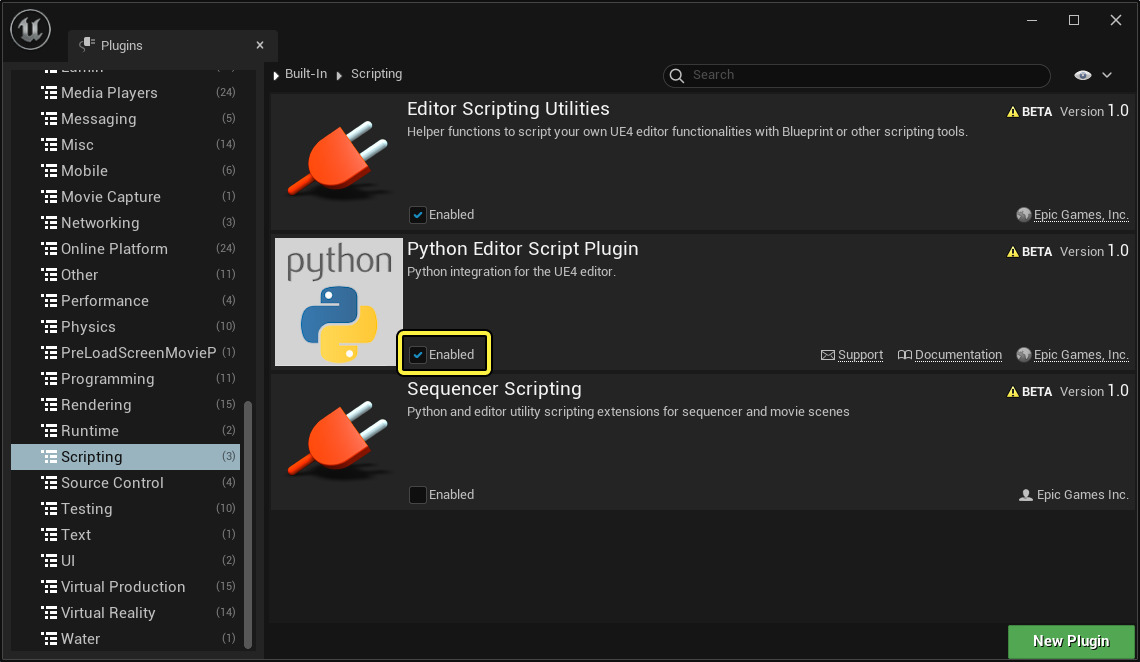 Plugins
Built-In
Scripting
Search
Media Players (24)
Messaging (5)
Misc (14)
Mobile (6)
Movie Capture (1)
Networking (3)
Online Platform (24)
Other (11)
Performance (4)
Physics (10)
PreLoadScreenMovieP (1)
Programming (11)
Rendering (15)
Runtime (2)
Scripting (3)
Source Control (4)
Testing (10)
Text (1)
UI (2)
Virtual Production (15)
Virtual Reality (14)
Water (1)
Editor Scripting Utilities
BETA Version 1.0
Helper functions to script your own UE4 editor functionalities with Blueprint or other scripting tools.
Enabled
Epic Games, Inc.
python
Python Editor Script Plugin
BETA Version 1.0
Python integration for the UE4 editor.
Enabled
Support
Documentation
Epic Games, Inc.
Sequencer Scripting
BETA Version 1.0
Python and editor utility scripting extensions for sequencer and movie scenes
Enabled
Epic Games Inc.
New Plugin